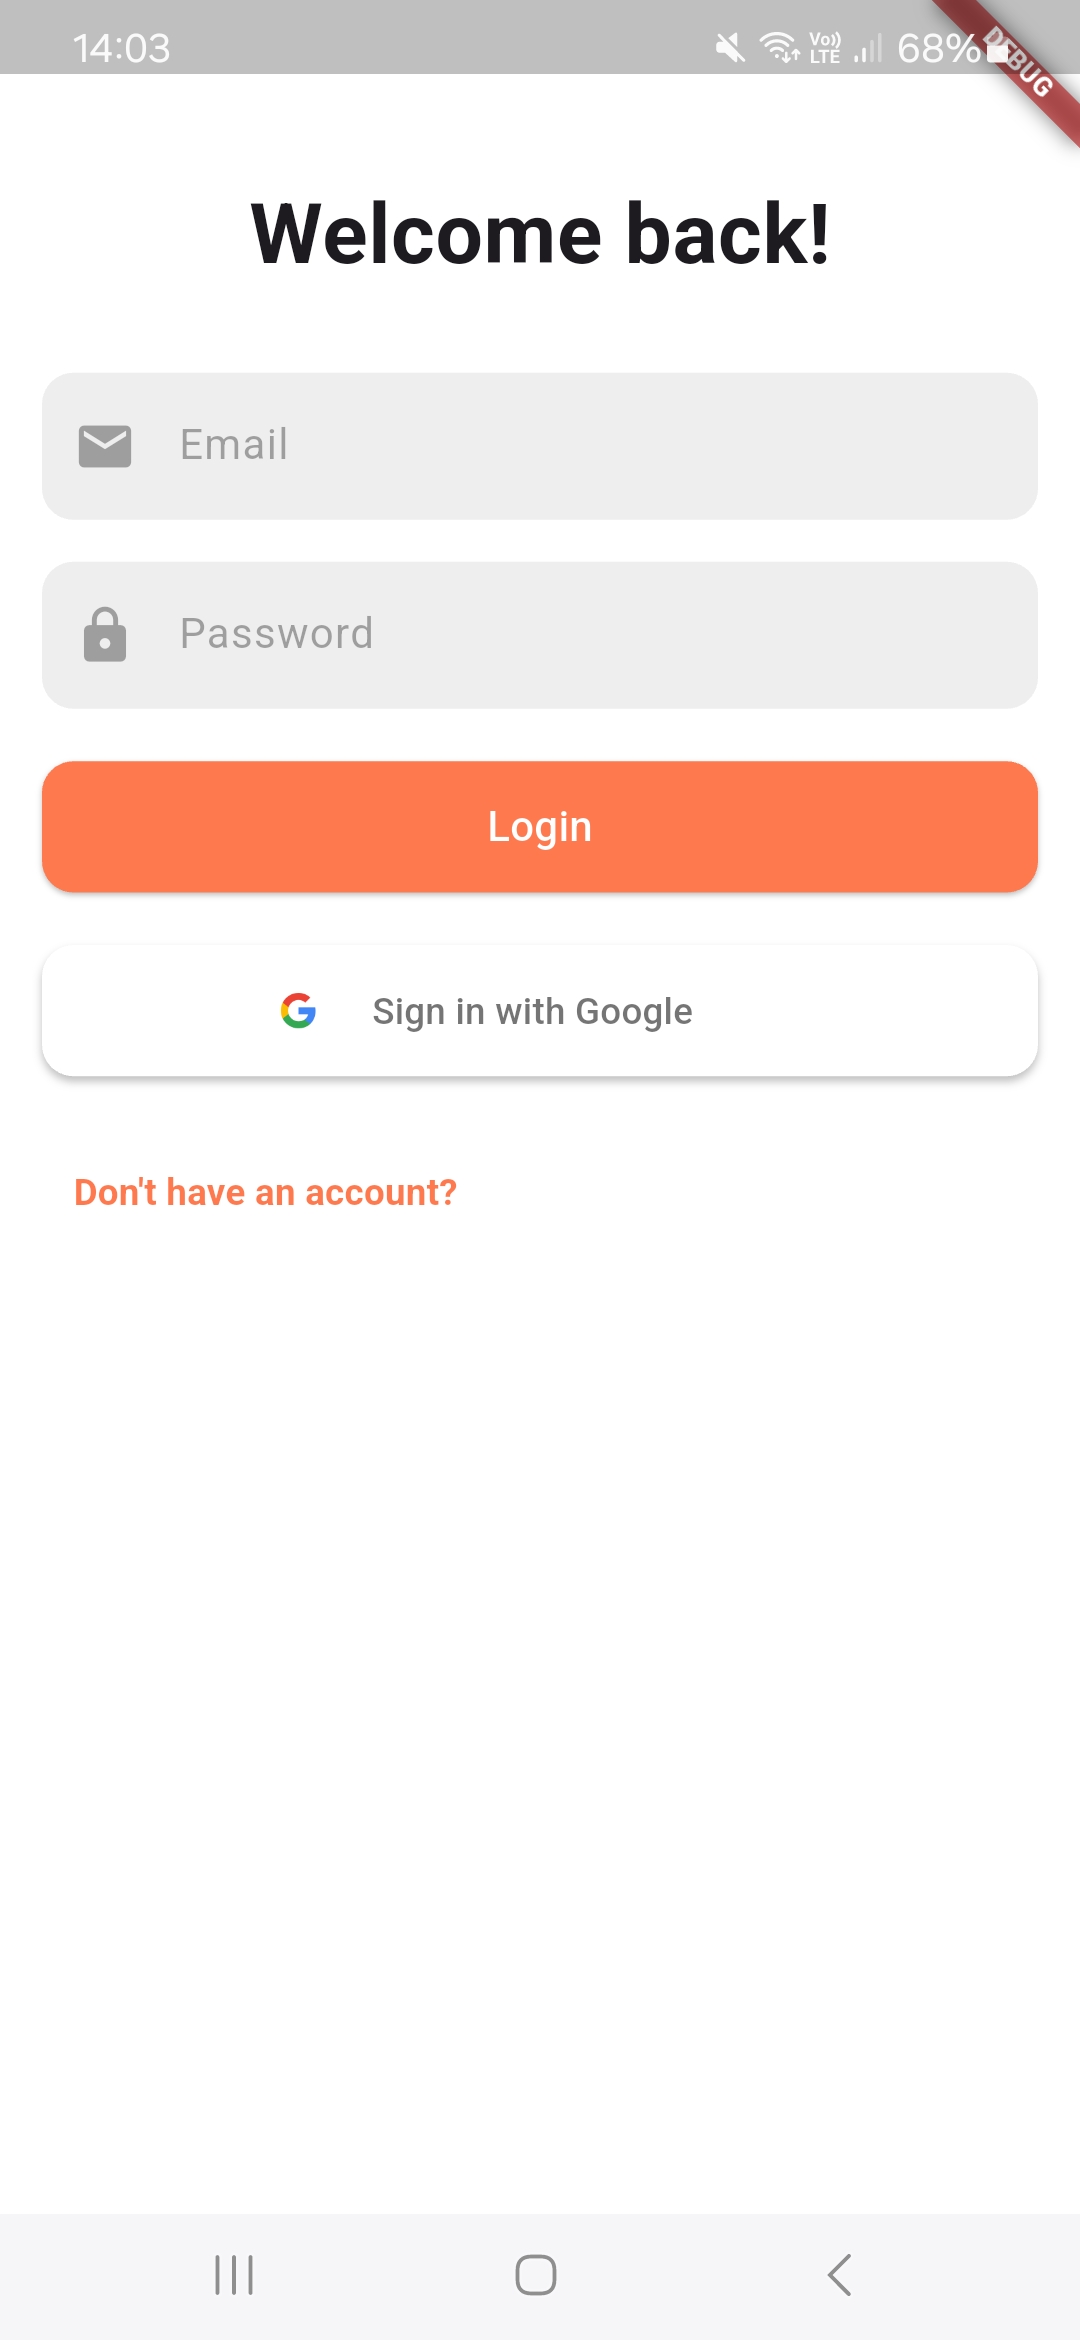 14:03
Vo)) LTE 68%
DEBUG
Welcome back!
Email
Password
Login
Sign in with Google
Don't have an account?